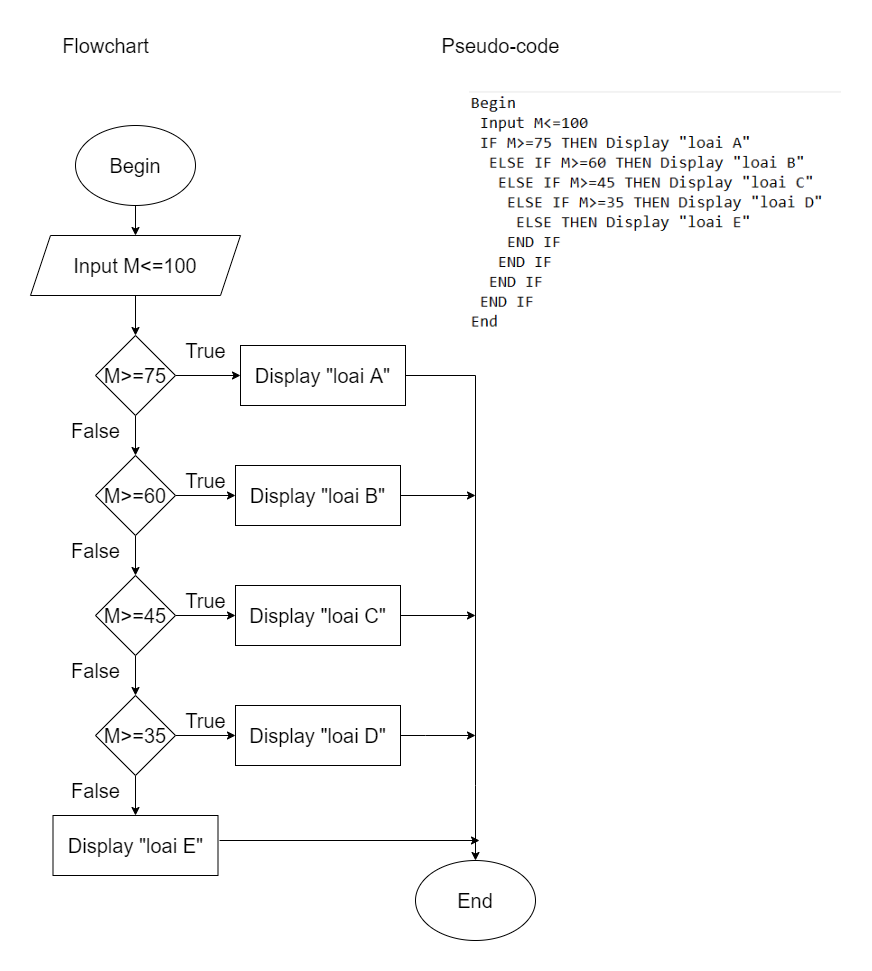 Flowchart
Pseudo-code
Begin
Input M<=100
IF M>=75 THEN Display "loai A"
ELSE IF M>=60 THEN Display "loai B"
ELSE IF M>=45 THEN Display "loai C"
ELSE IF M>=35 THEN Display "loai D"
ELSE THEN Display "loai E"
END IF
END IF
END IF
END IF
End
Begin
Input M<=100
M>=75
True
Display "loai A"
False
M>=60
True
Display "loai B"
False
M>=45
True
Display "loai C"
False
M>=35
True
Display "loai D"
False
Display "loai E"
End